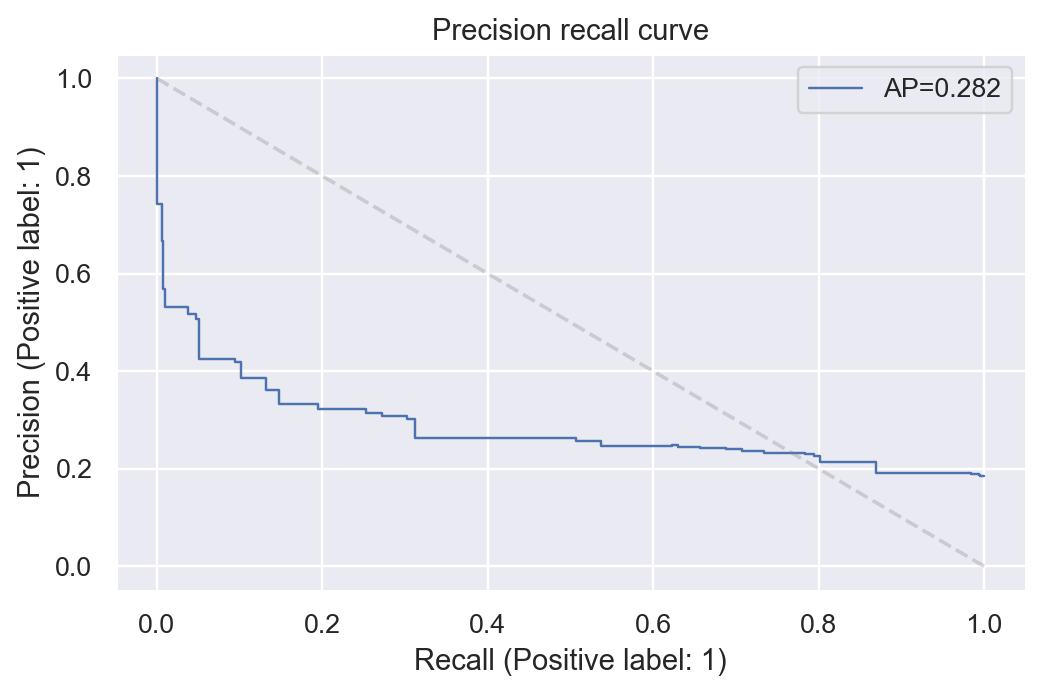 Precision recall curve
AP=0.282
Precision (Positive label: 1)
1.0
0.8
0.6
0.4
0.2
0.0
0.0 0.2 0.4 0.6 0.8 1.0
Recall (Positive label: 1)